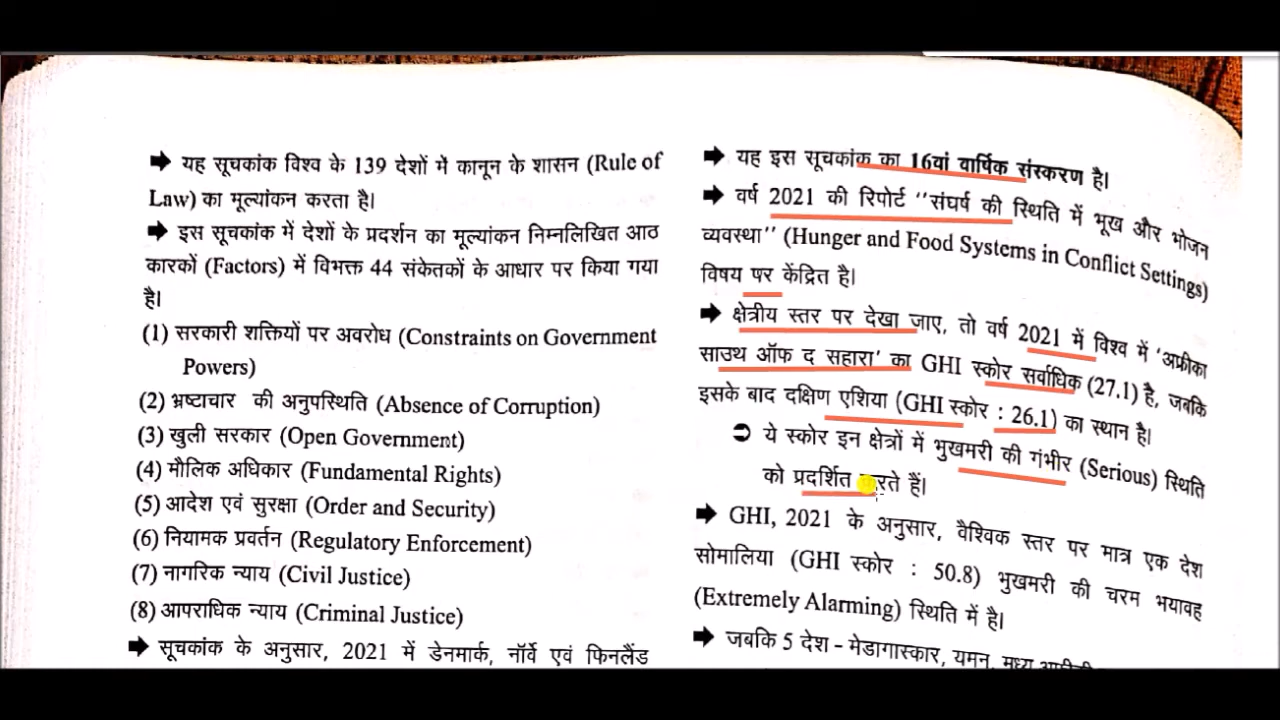 ➡ यह सूचकांक विश्व के 139 देशों में कानून के शासन (Rule of
Law) का मूल्यांकन करता है।
➡ इस सूचकांक में देशों के प्रदर्शन का मूल्यांकन निम्नलिखित आठ
कारकों (Factors) में विभक्त 44 संकेतकों के आधार पर किया गया
है।
(1) सरकारी शक्तियों पर अवरोध (Constraints on Government
Powers)
(2) भ्रष्टाचार की अनुपस्थिति (Absence of Corruption)
(3) खुली सरकार (Open Government)
(4) मौलिक अधिकार (Fundamental Rights)
(5) आदेश एवं सुरक्षा (Order and Security)
(6) नियामक प्रवर्तन (Regulatory Enforcement)
(7) नागरिक न्याय (Civil Justice)
(8) आपराधिक न्याय (Criminal Justice)
➡ सूचकांक के अनुसार, 2021 में डेनमार्क, नॉर्वे एवं फिनलैंड
➡ यह इस सूचकांक का 16वां वार्षिक संस्करण है।
➡ वर्ष 2021 की रिपोर्ट "संघर्ष की स्थिति में भूख और भोजन
व्यवस्था" (Hunger and Food Systems in Conflict Settings)
विषय पर केंद्रित है।
➡ क्षेत्रीय स्तर पर देखा जाए, तो वर्ष 2021 में विश्व में 'अफ्रीका
साउथ ऑफ द सहारा' का GHI स्कोर सर्वाधिक (27.1) है, जबकि
इसके बाद दक्षिण एशिया (GHI स्कोर : 26.1) का स्थान है।
➲ ये स्कोर इन क्षेत्रों में भुखमरी की गंभीर (Serious) स्थिति
को प्रदर्शित करते हैं।
➡ GHI, 2021 के अनुसार, वैश्विक स्तर पर मात्र एक देश
सोमालिया (GHI स्कोर : 50.8) भुखमरी की चरम भयावह
(Extremely Alarming) स्थिति में है।
➡ जबकि 5 देश - मेडागास्कार, यमन, मध्य